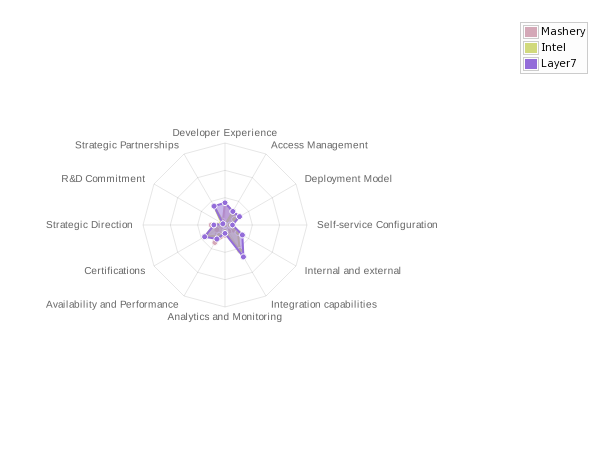 Mashery
Intel
Layer7
Developer Experience
Strategic Partnerships
Access Management
R&D Commitment
Deployment Model
Strategic Direction
Self-service Configuration
Certifications
Internal and external
Availability and Performance
Integration capabilities
Analytics and Monitoring